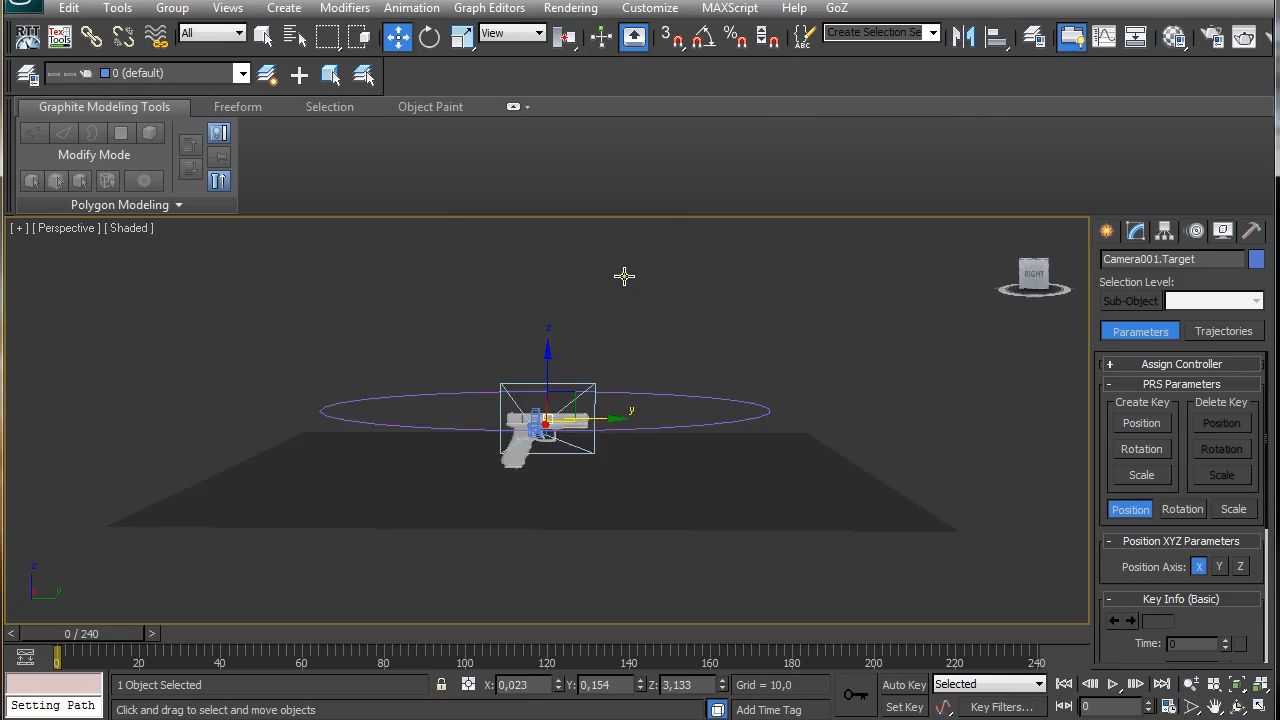 Edit Tools Group Views Create Modifiers Animation Graph Editors Rendering Customize MAXScript Help GoZ
RIU Tex Tools All View 3 % Create Selection Se
0 (default)
Graphite Modeling Tools Freeform Selection Object Paint
Modify Mode
Polygon Modeling
[ + ] [ Perspective ] [ Shaded ]
RIGHT
z
y
z
y
Camera001.Target
Selection Level:
Sub-Object
Parameters Trajectories
+ Assign Controller
- PRS Parameters
Create Key Delete Key
Position Position
Rotation Rotation
Scale Scale
Position Rotation Scale
- Position XYZ Parameters
Position Axis: X Y Z
- Key Info (Basic)
Time: 0
< 0 / 240 >
0 20 40 60 80 100 120 140 160 180 200 220 240
1 Object Selected X: 0,023 Y: 0,154 Z: 3,133 Grid = 10,0 Auto Key Selected
Setting Path Click and drag to select and move objects Add Time Tag Set Key Key Filters... 0